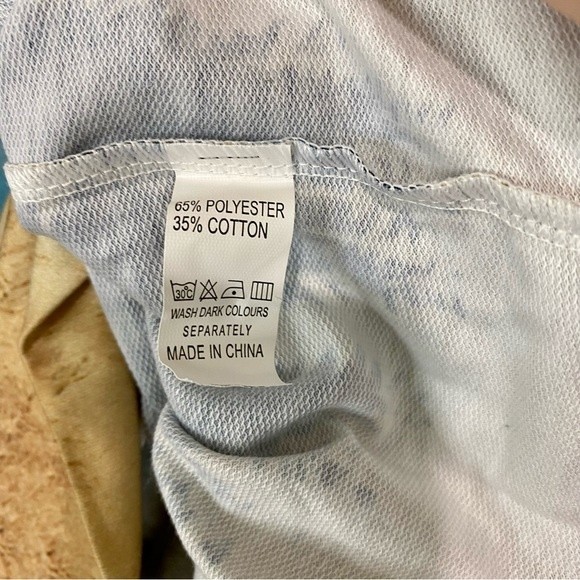 65% POLYESTER
35% COTTON
30°C
WASH DARK COLOURS
SEPARATELY
MADE IN CHINA